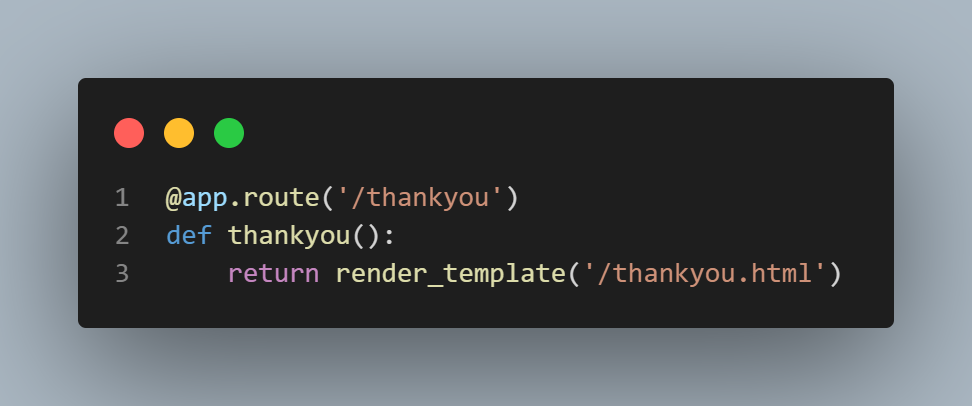 1 @app.route('/thankyou')
2 def thankyou():
3     return render_template('/thankyou.html')